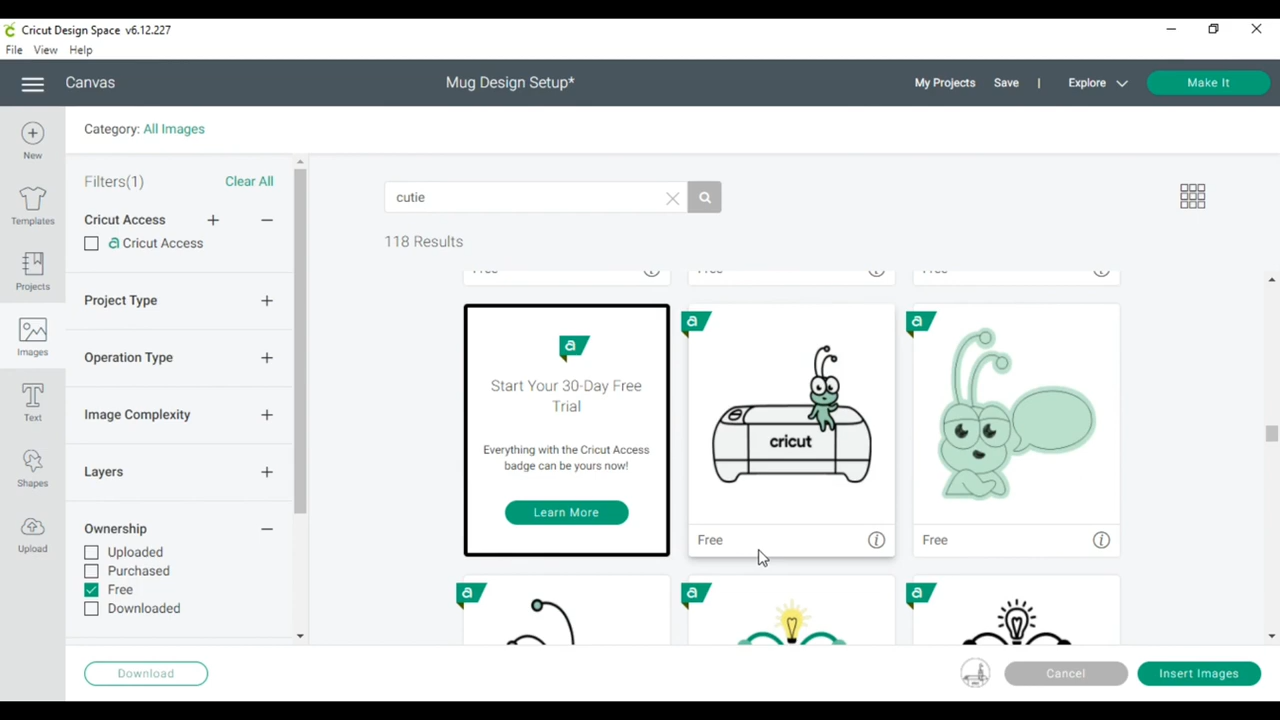 Cricut Design Space v6.12.227
File View Help
Canvas
Mug Design Setup*
My Projects Save | Explore Make It
New
Templates
Projects
Images
Text
Shapes
Upload
Category: All Images
Filters(1) Clear All
Cricut Access + −
a Cricut Access
Project Type +
Operation Type +
Image Complexity +
Layers +
Ownership −
Uploaded
Purchased
Free
Downloaded
cutie
118 Results
a
Start Your 30-Day Free
Trial
Everything with the Cricut Access
badge can be yours now!
Learn More
a
cricut
Free
a
Free
a
a
a
Download
Cancel
Insert Images